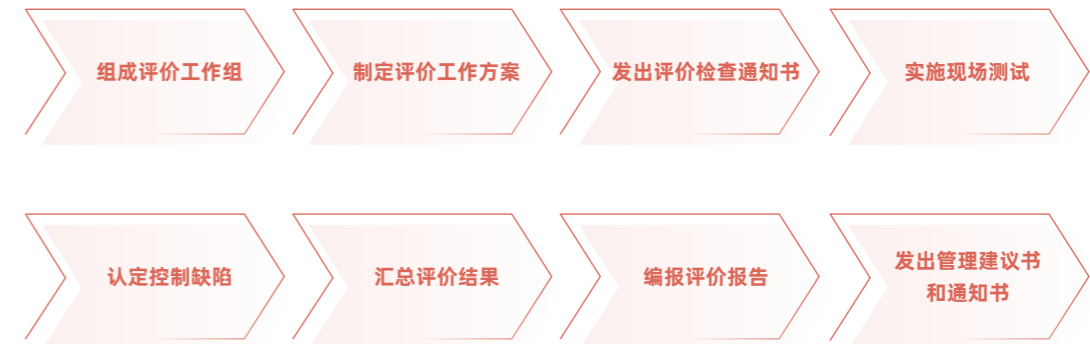 组成评价工作组
制定评价工作方案
发出评价检查通知书
实施现场测试
认定控制缺陷
汇总评价结果
编报评价报告
发出管理建议书
和通知书